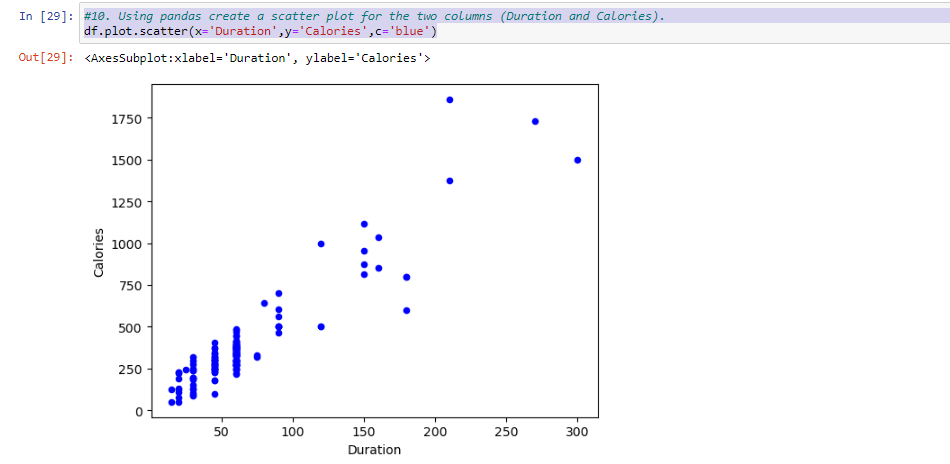 In [29]: #10. Using pandas create a scatter plot for the two columns (Duration and Calories).
df.plot.scatter(x='Duration',y='Calories',c='blue')
Out[29]: <AxesSubplot:xlabel='Duration', ylabel='Calories'>
1750
1500
1250
1000
Calories
750
500
250
0
50 100 150 200 250 300
Duration